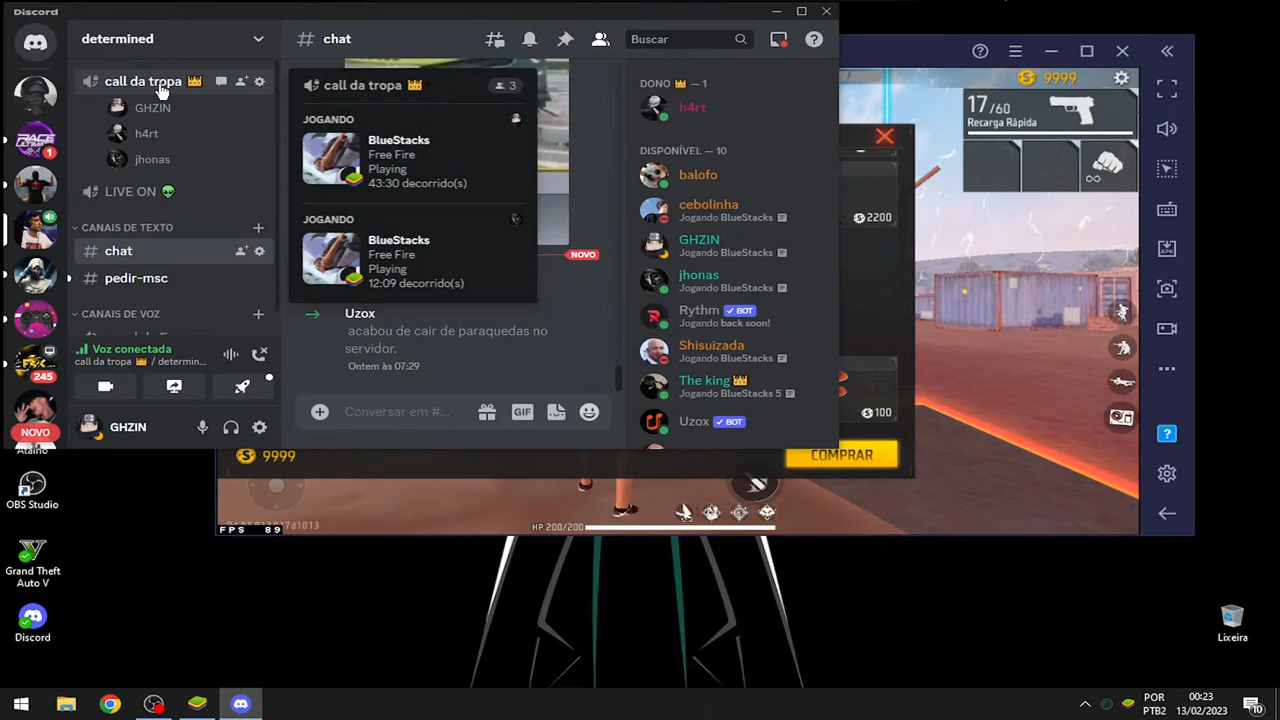 Discord
determined
call da tropa 👑
GHZIN
h4rt
jhonas
LIVE ON 👽
CANAIS DE TEXTO
# chat
# pedir-msc
CANAIS DE VOZ
Voz conectada
call da tropa 👑 / determin...
GHZIN
1
245
NOVO
# chat
Buscar
call da tropa 👑
3
JOGANDO
BlueStacks
Free Fire
Playing
43:30 decorrido(s)
JOGANDO
BlueStacks
Free Fire
Playing
12:09 decorrido(s)
NOVO
Uzox
acabou de cair de paraquedas no
servidor.
Ontem às 07:29
Conversar em #...
GIF
DONO 👑 — 1
h4rt
DISPONÍVEL — 10
balofo
cebolinha
Jogando BlueStacks
GHZIN
Jogando BlueStacks
jhonas
Jogando BlueStacks
Rythm ✓ BOT
Jogando back soon!
Shisuizada
Jogando BlueStacks
The king 👑
Jogando BlueStacks 5
Uzox ✓ BOT
9999
17/60
Recarga Rápida
2200
100
APK
9999
COMPRAR
HP 200/200
FPS 89
OBS Studio
Grand Theft
Auto V
Discord
Lixeira
POR
PTB2
00:23
13/02/2023
10